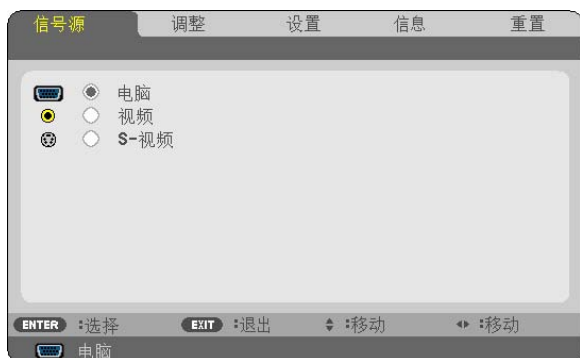 信号源 调整 设置 信息 重置
电脑
视频
S-视频
ENTER :选择 EXIT :退出 :移动 :移动
电脑